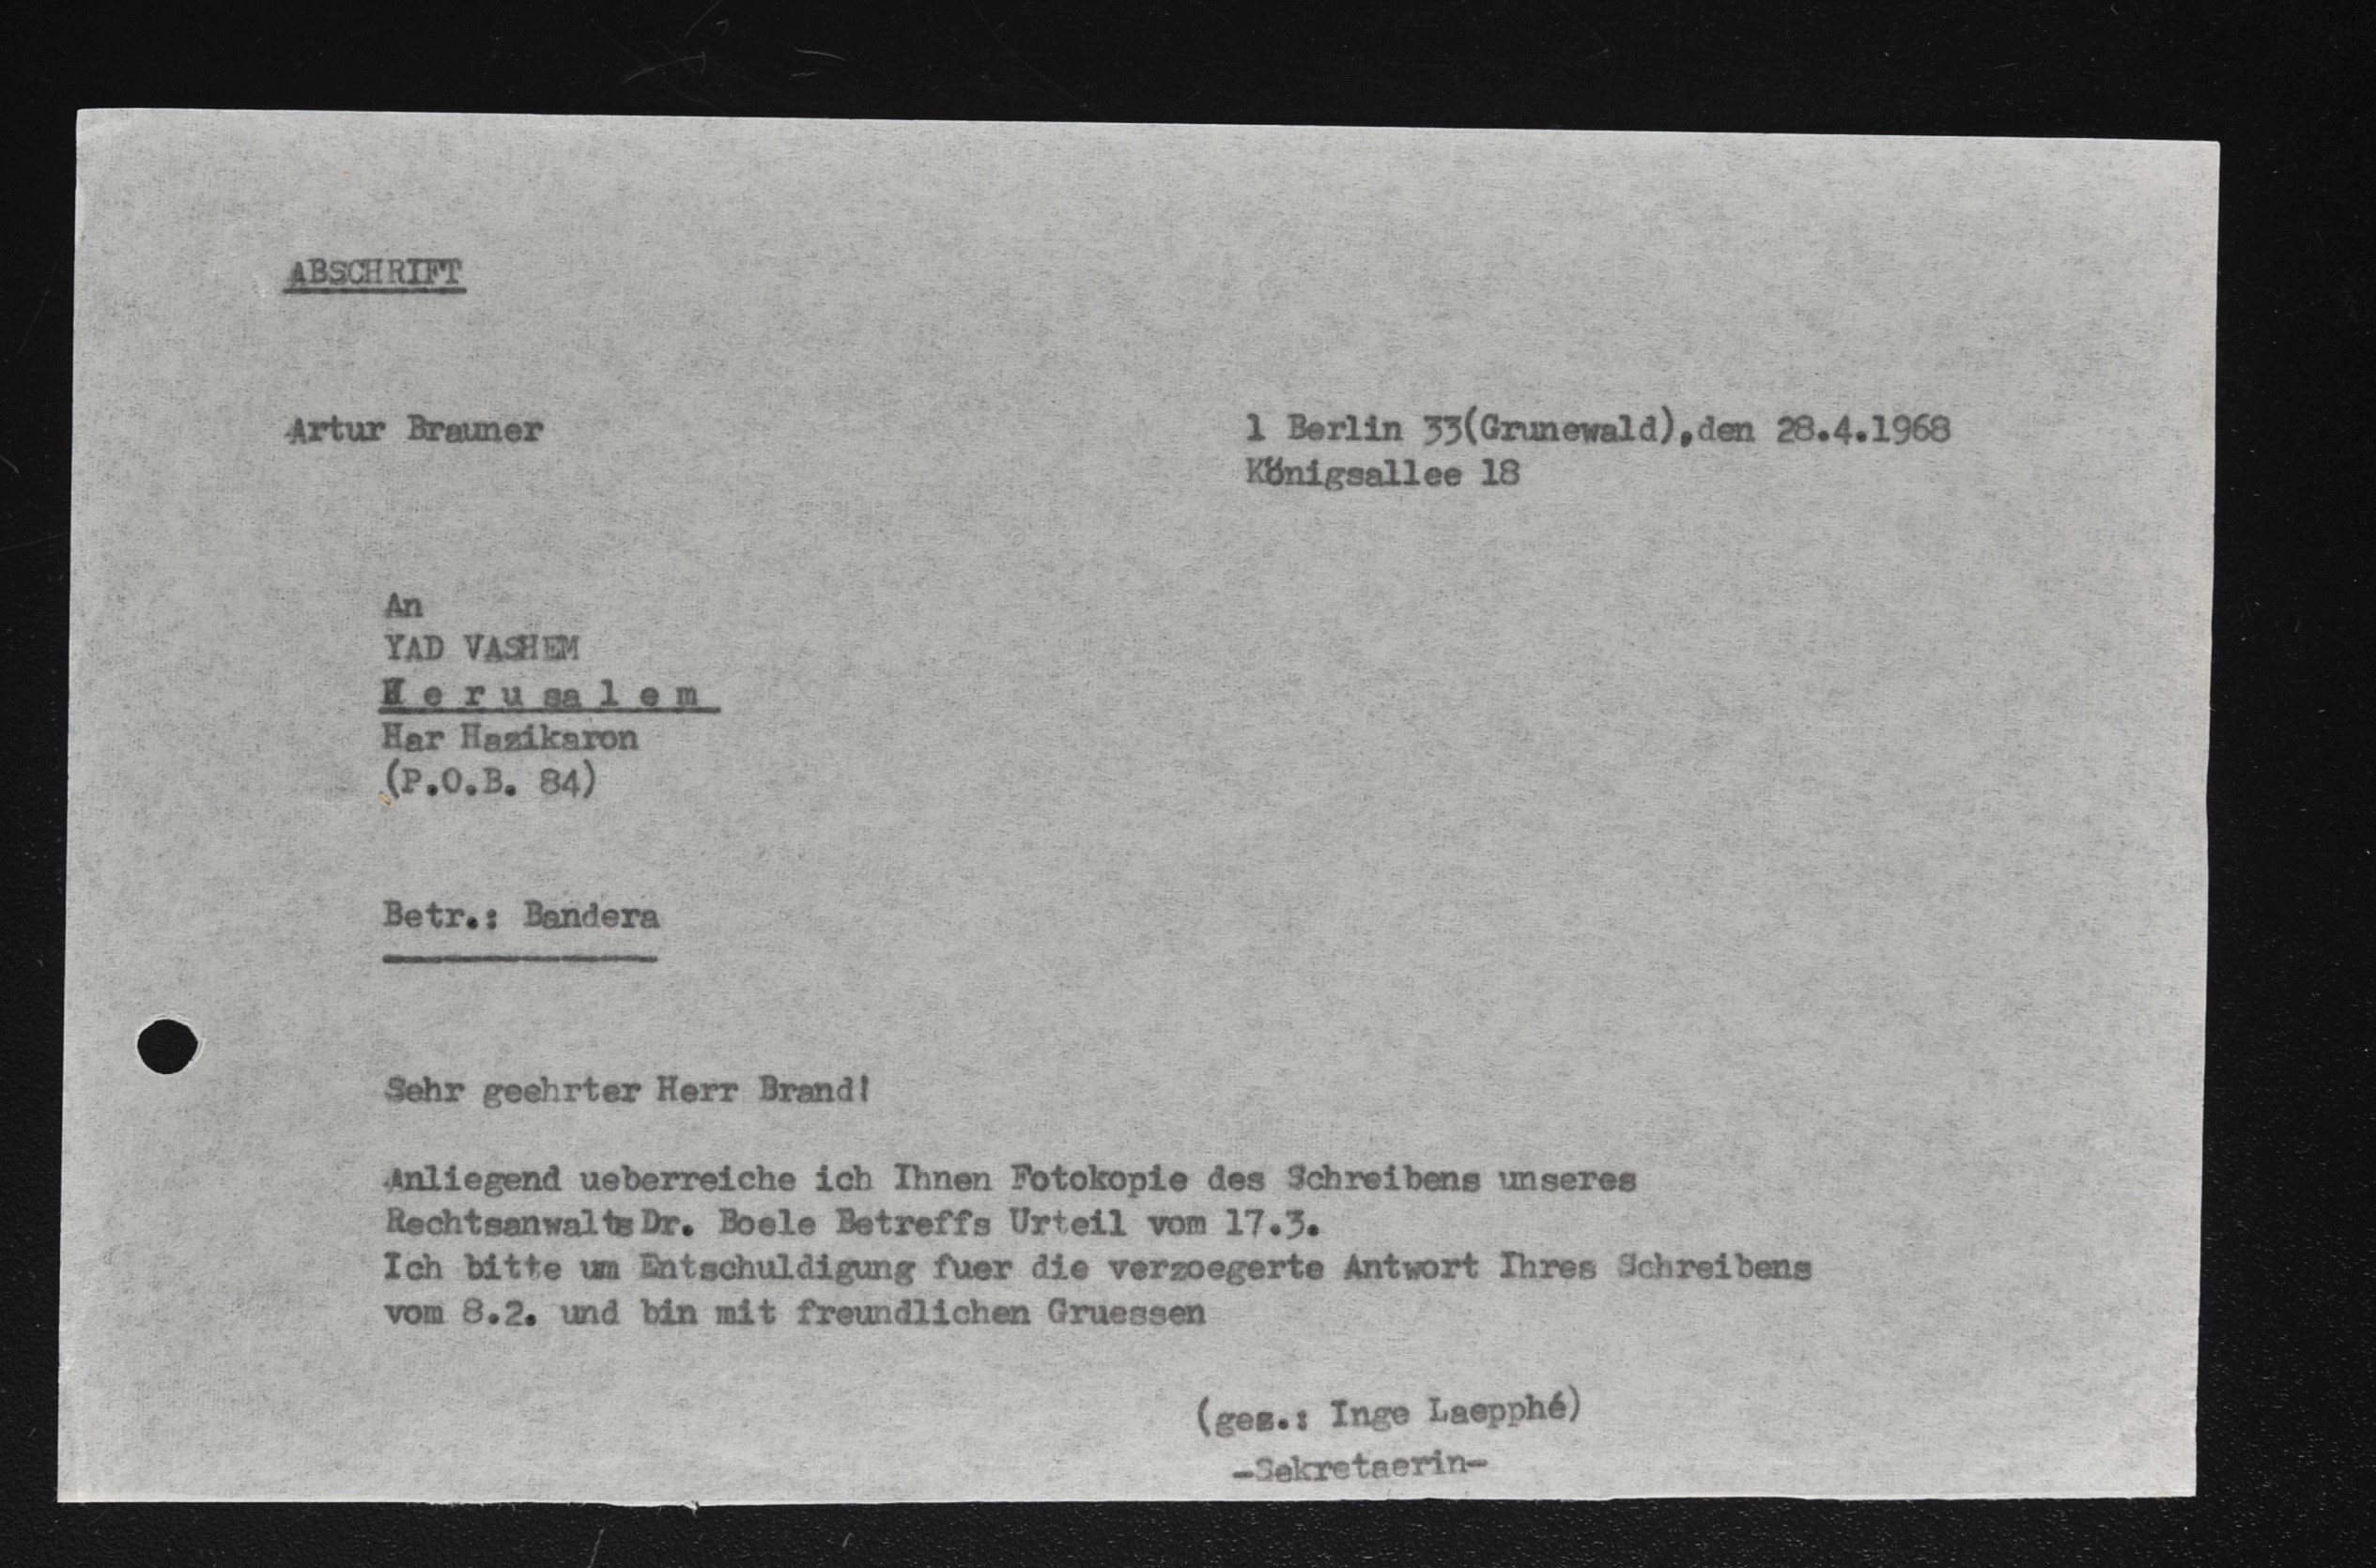 ABSCHRIFT
Artur Brauner
1 Berlin 33(Grunewald),den 28.4.1968
Königsallee 18
An
YAD VASHEM
J e r u sa l e m
Har Hazikaron
(P.O.B. 84)
Betr.: Bandera
Sehr geehrter Herr Brand!
Anliegend ueberreiche ich Ihnen Fotokopie des Schreibens unseres
Rechtsanwalts Dr. Boele Betreffs Urteil vom 17.3.
Ich bitte um Entschuldigung fuer die verzoegerte Antwort Ihres Schreibens
vom 8.2. und bin mit freundlichen Gruessen
(gez.: Inge Laepphé)
-Sekretaerin-